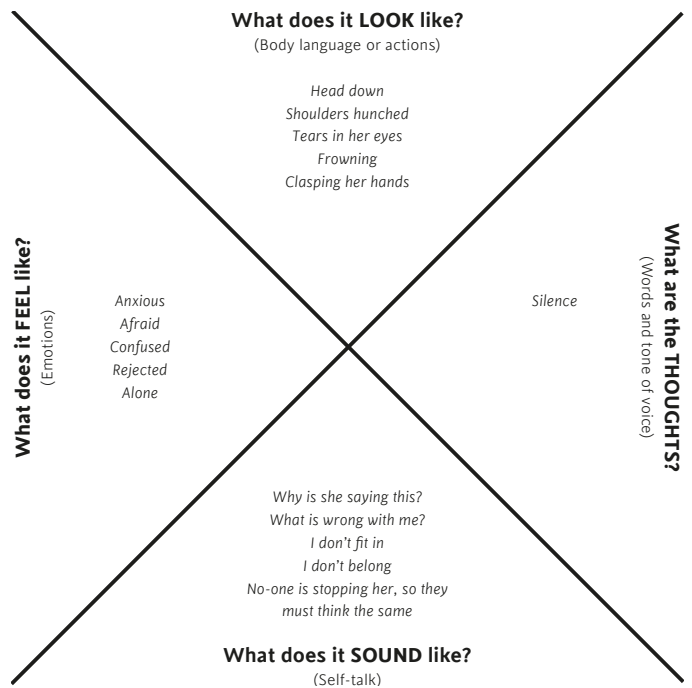 What does it LOOK like?
(Body language or actions)
Head down
Shoulders hunched
Tears in her eyes
Frowning
Clasping her hands
What does it FEEL like?
(Emotions)
Anxious
Afraid
Confused
Rejected
Alone
Silence
What are the THOUGHTS?
(Words and tone of voice)
Why is she saying this?
What is wrong with me?
I don't fit in
I don't belong
No-one is stopping her, so they
must think the same
What does it SOUND like?
(Self-talk)